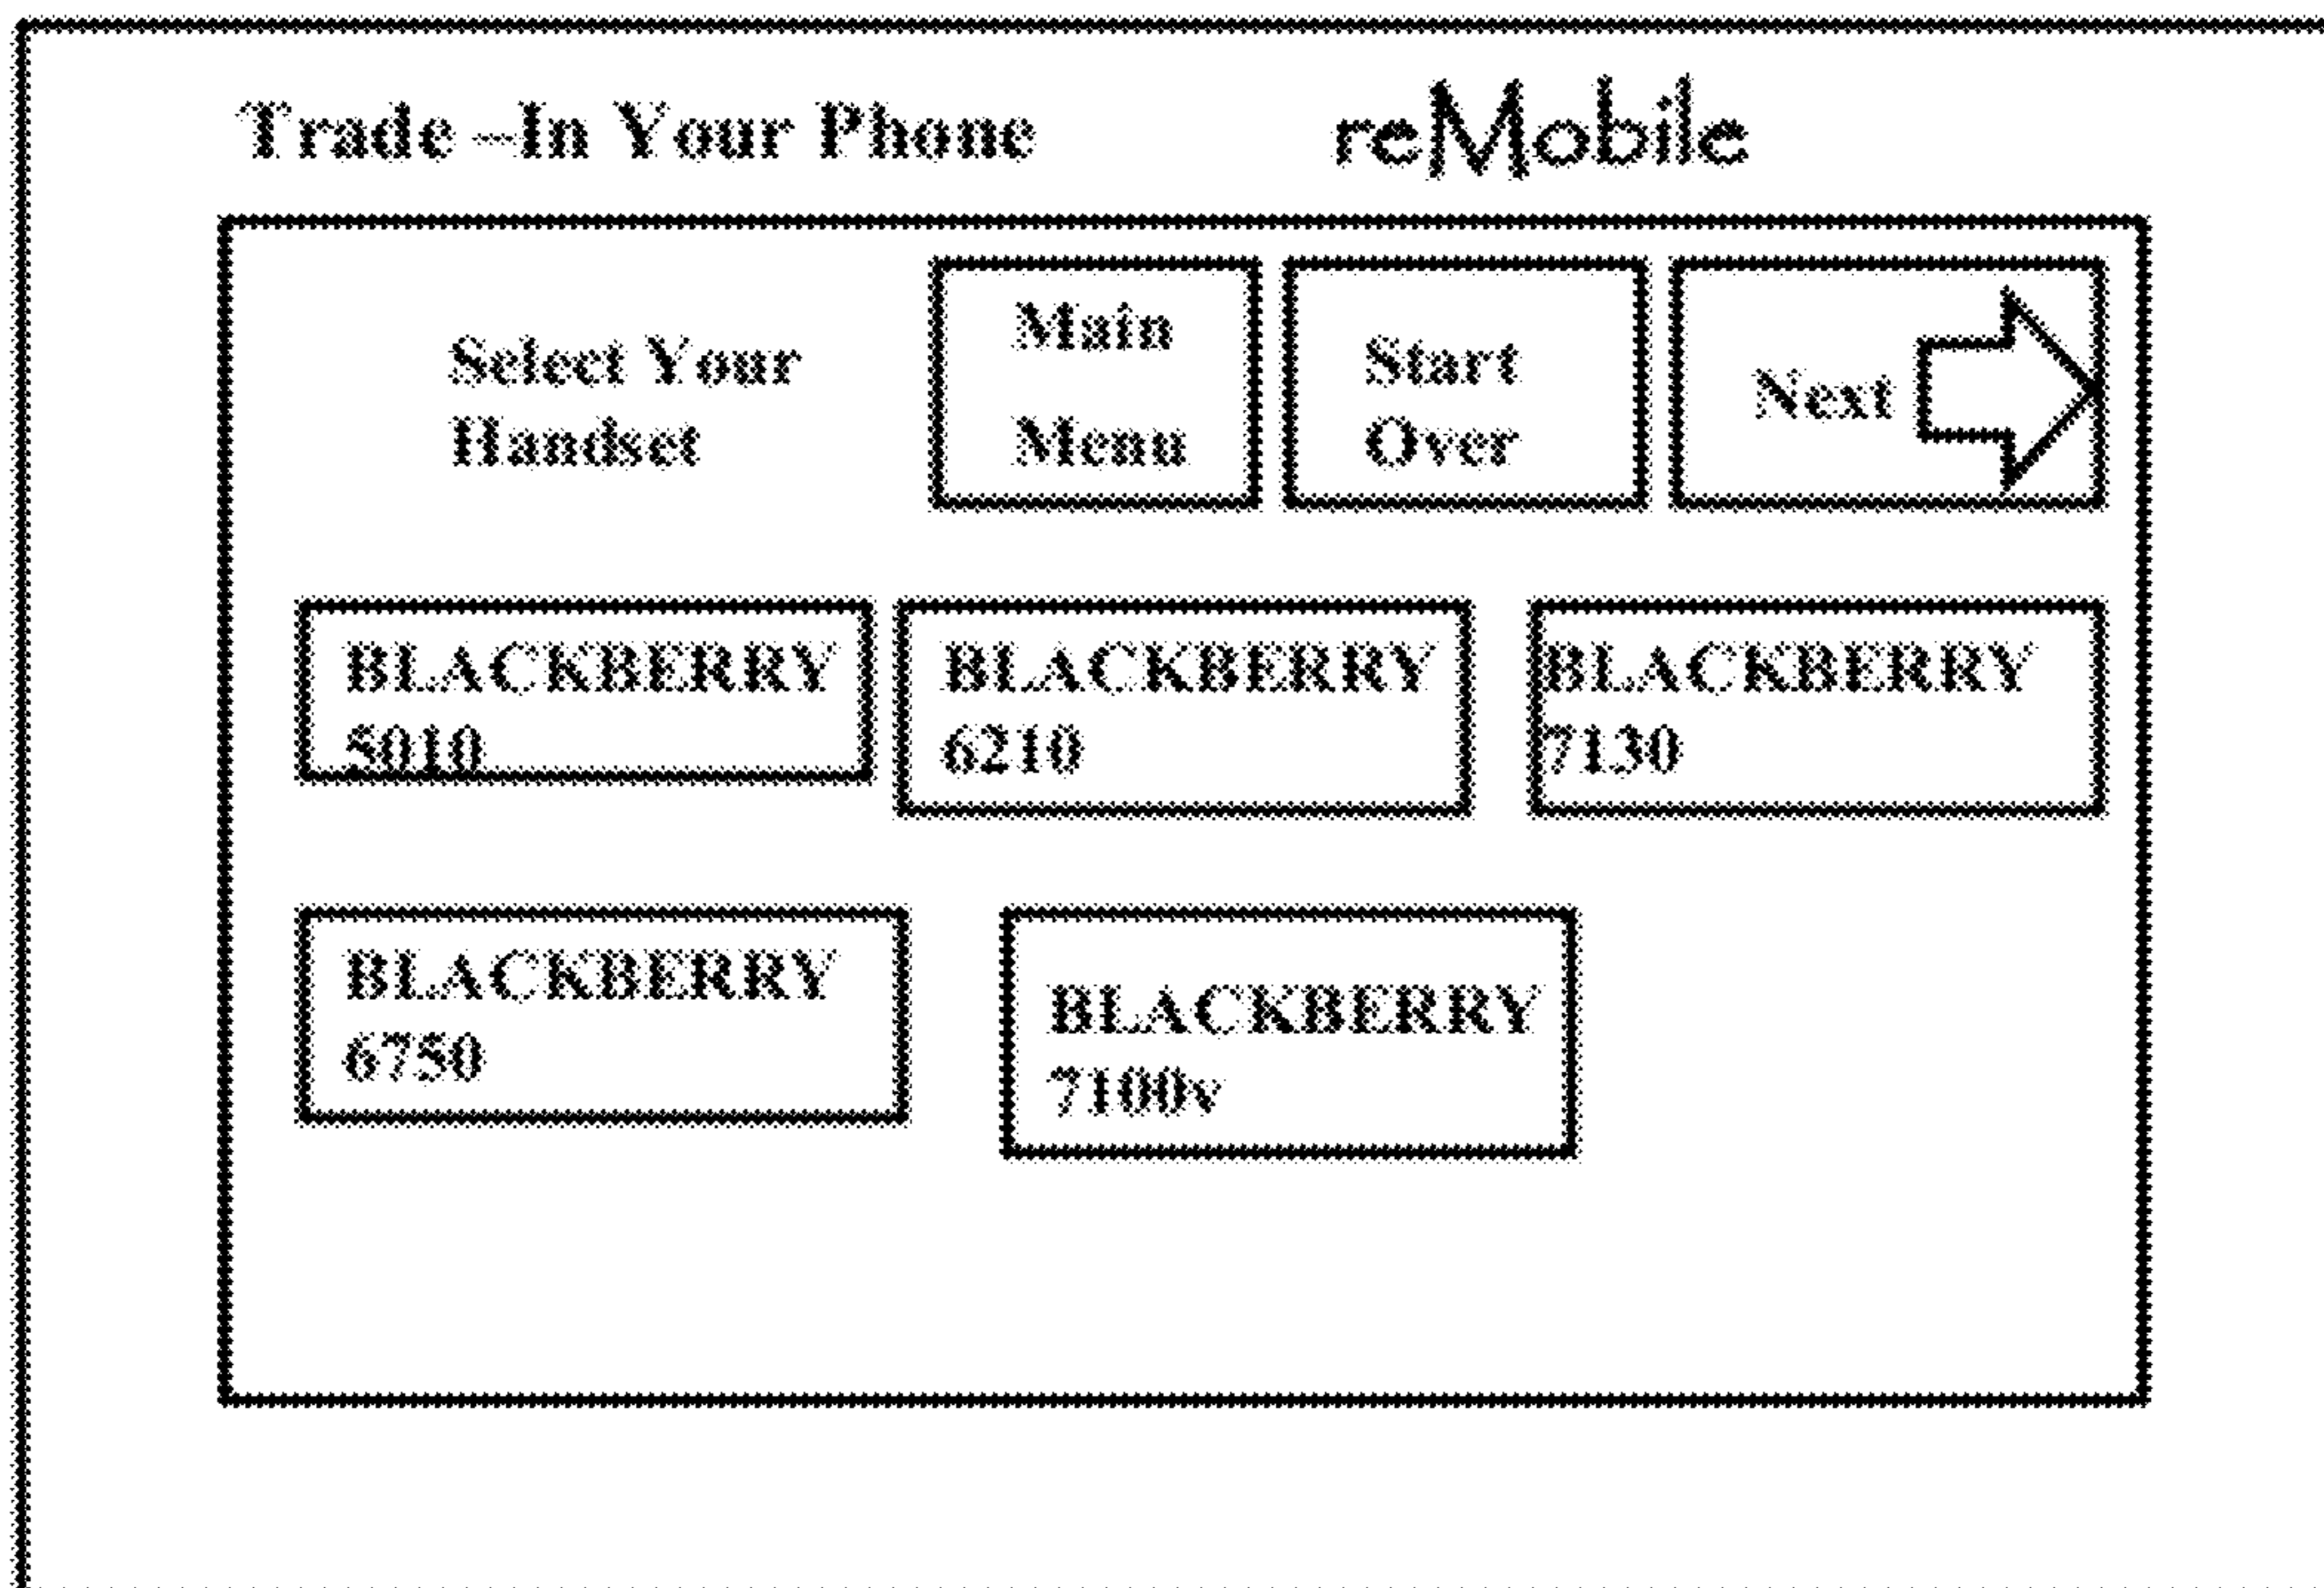 Trade –In Your Phone
reMobile
Select Your
Handset
Main
Menu
Start
Over
Next
BLACKBERRY
5010
BLACKBERRY
6210
BLACKBERRY
7130
BLACKBERRY
6750
BLACKBERRY
7100v